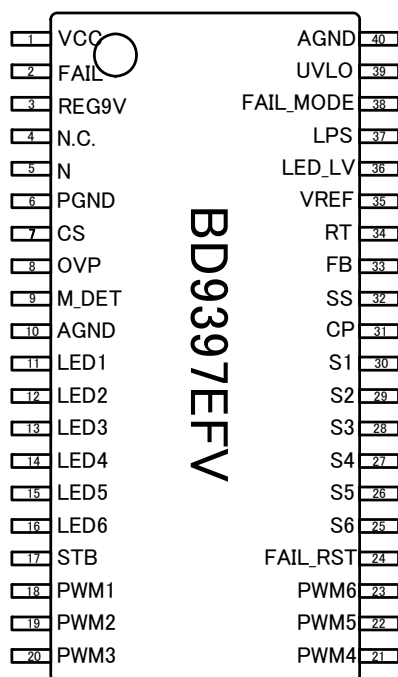 1 VCC AGND 40
2 FAIL UVLO 39
3 REG9V FAIL_MODE 38
4 N.C. LPS 37
5 N LED_LV 36
6 PGND VREF 35
7 CS RT 34
8 OVP FB 33
9 M_DET SS 32
10 AGND CP 31
11 LED1 S1 30
12 LED2 S2 29
13 LED3 S3 28
14 LED4 S4 27
15 LED5 S5 26
16 LED6 S6 25
17 STB FAIL_RST 24
18 PWM1 PWM6 23
19 PWM2 PWM5 22
20 PWM3 PWM4 21
BD9397EFV